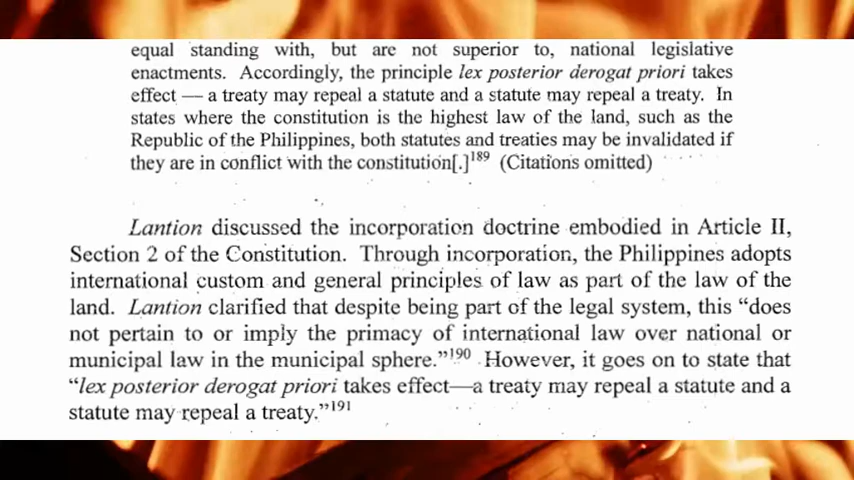 equal standing with, but are not superior to, national legislative
enactments. Accordingly, the principle lex posterior derogat priori takes
effect — a treaty may repeal a statute and a statute may repeal a treaty. In
states where the constitution is the highest law of the land, such as the
Republic of the Philippines, both statutes and treaties may be invalidated if
they are in conflict with the constitution[.]189 (Citations omitted)
Lantion discussed the incorporation doctrine embodied in Article II,
Section 2 of the Constitution. Through incorporation, the Philippines adopts
international custom and general principles of law as part of the law of the
land. Lantion clarified that despite being part of the legal system, this “does
not pertain to or imply the primacy of international law over national or
municipal law in the municipal sphere.”190 However, it goes on to state that
“lex posterior derogat priori takes effect—a treaty may repeal a statute and a
statute may repeal a treaty.”191